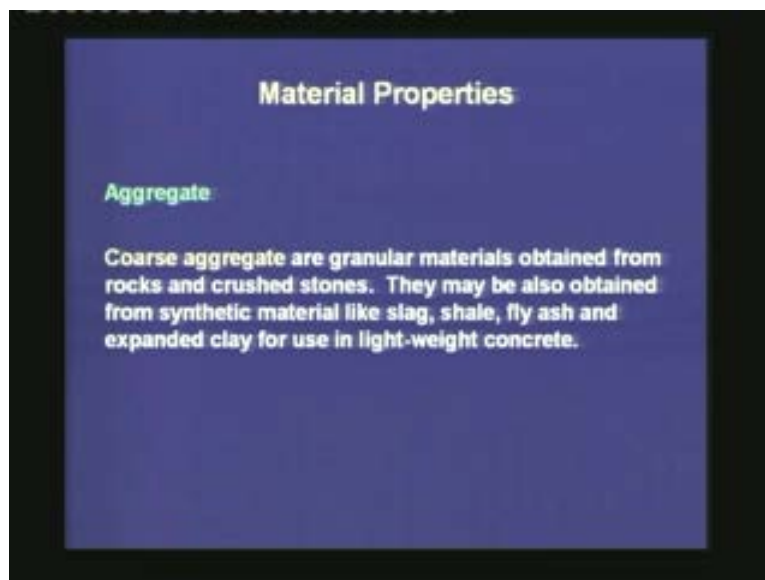 Material Properties
Aggregate
Coarse aggregate are granular materials obtained from
rocks and crushed stones. They may be also obtained
from synthetic material like slag, shale, fly ash and
expanded clay for use in light-weight concrete.